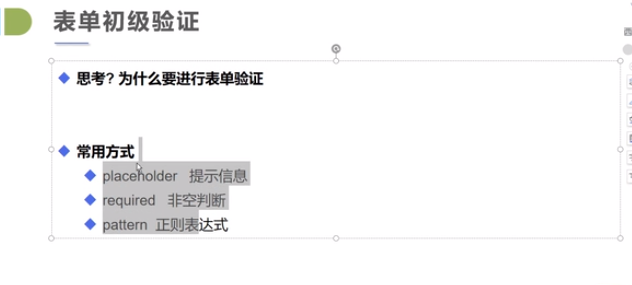 表单初级验证
思考? 为什么要进行表单验证
常用方式
placeholder 提示信息
required 非空判断
pattern 正则表达式